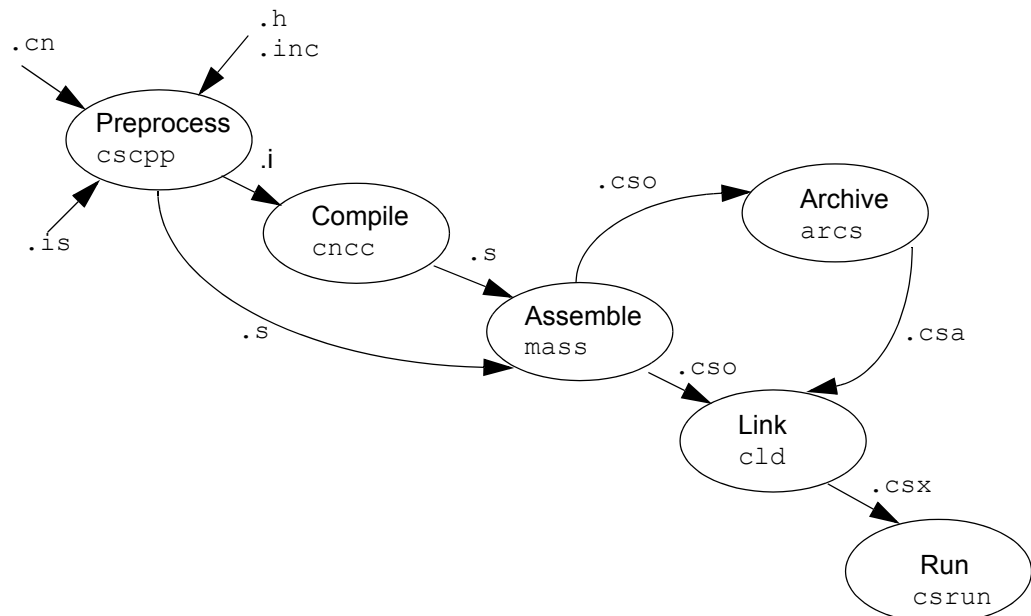 .h
.inc
.cn
Preprocess
cscpp
.i
.is
Compile
cncc
.s
.s
Assemble
mass
.cso
Archive
arcs
.csa
.cso
Link
cld
.csx
Run
csrun